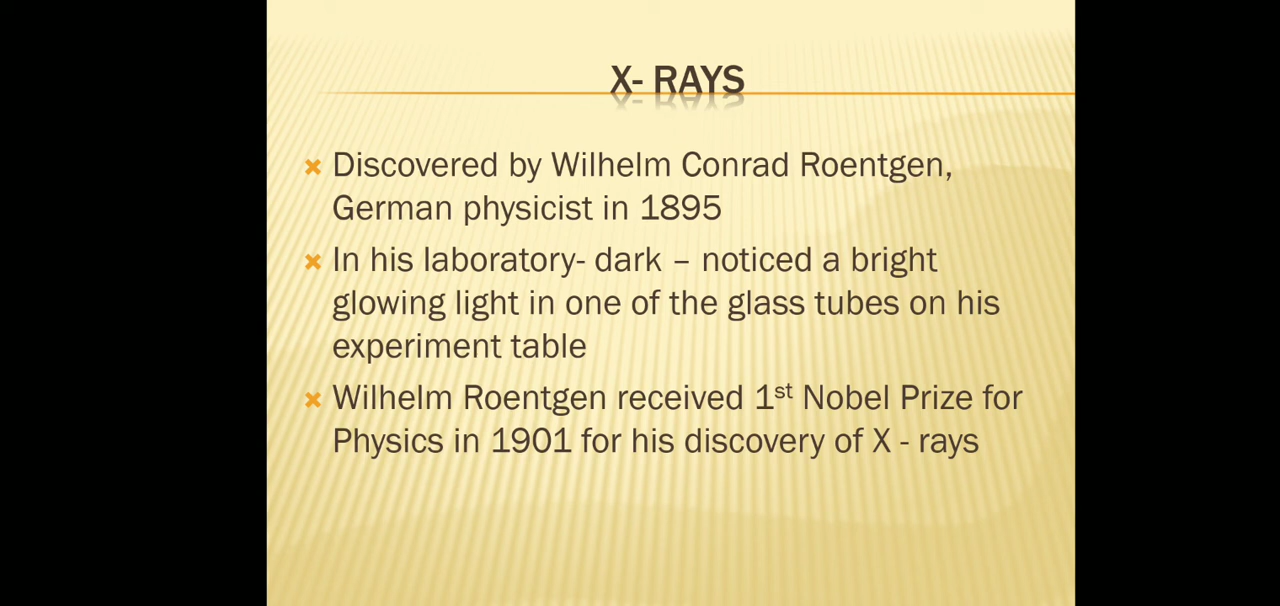 X- RAYS
Discovered by Wilhelm Conrad Roentgen,
German physicist in 1895
In his laboratory- dark – noticed a bright
glowing light in one of the glass tubes on his
experiment table
Wilhelm Roentgen received 1st Nobel Prize for
Physics in 1901 for his discovery of X - rays